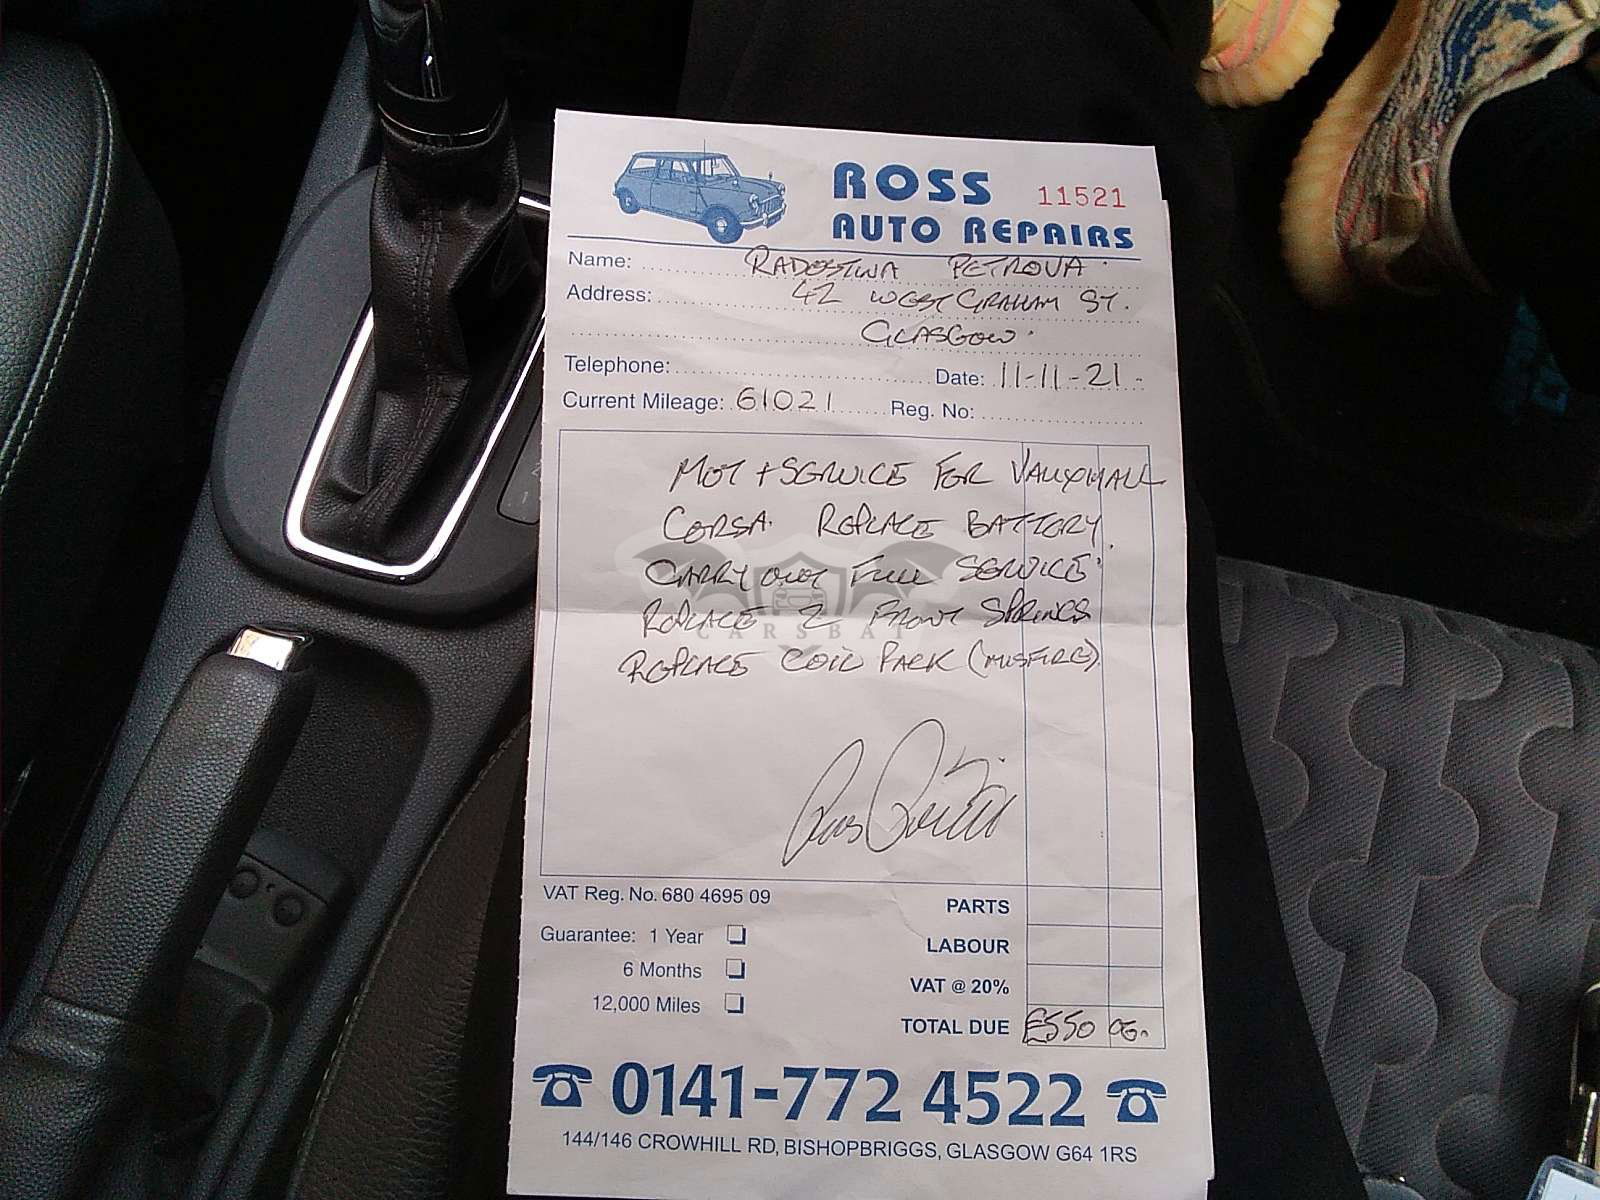 ROSS 11521
AUTO REPAIRS
Name: RADOSTINA PETROVA
Address: 42 WEST GRAHAM ST.
GLASGOW.
Telephone: Date: 11-11-21.
Current Mileage: 61021 Reg. No:
MOT + SERVICE FOR VAUXHALL
CORSA. REPLACE BATTERY.
CARRY OUT FULL SERVICE.
REPLACE 2 FRONT SPRINGS
CARSBAT
REPLACE COIL PACK (MISFIRE).
VAT Reg. No. 680 4695 09
PARTS
Guarantee: 1 Year
LABOUR
6 Months
VAT @ 20%
12,000 Miles
TOTAL DUE £550 00.
0141-772 4522
144/146 CROWHILL RD, BISHOPBRIGGS, GLASGOW G64 1RS